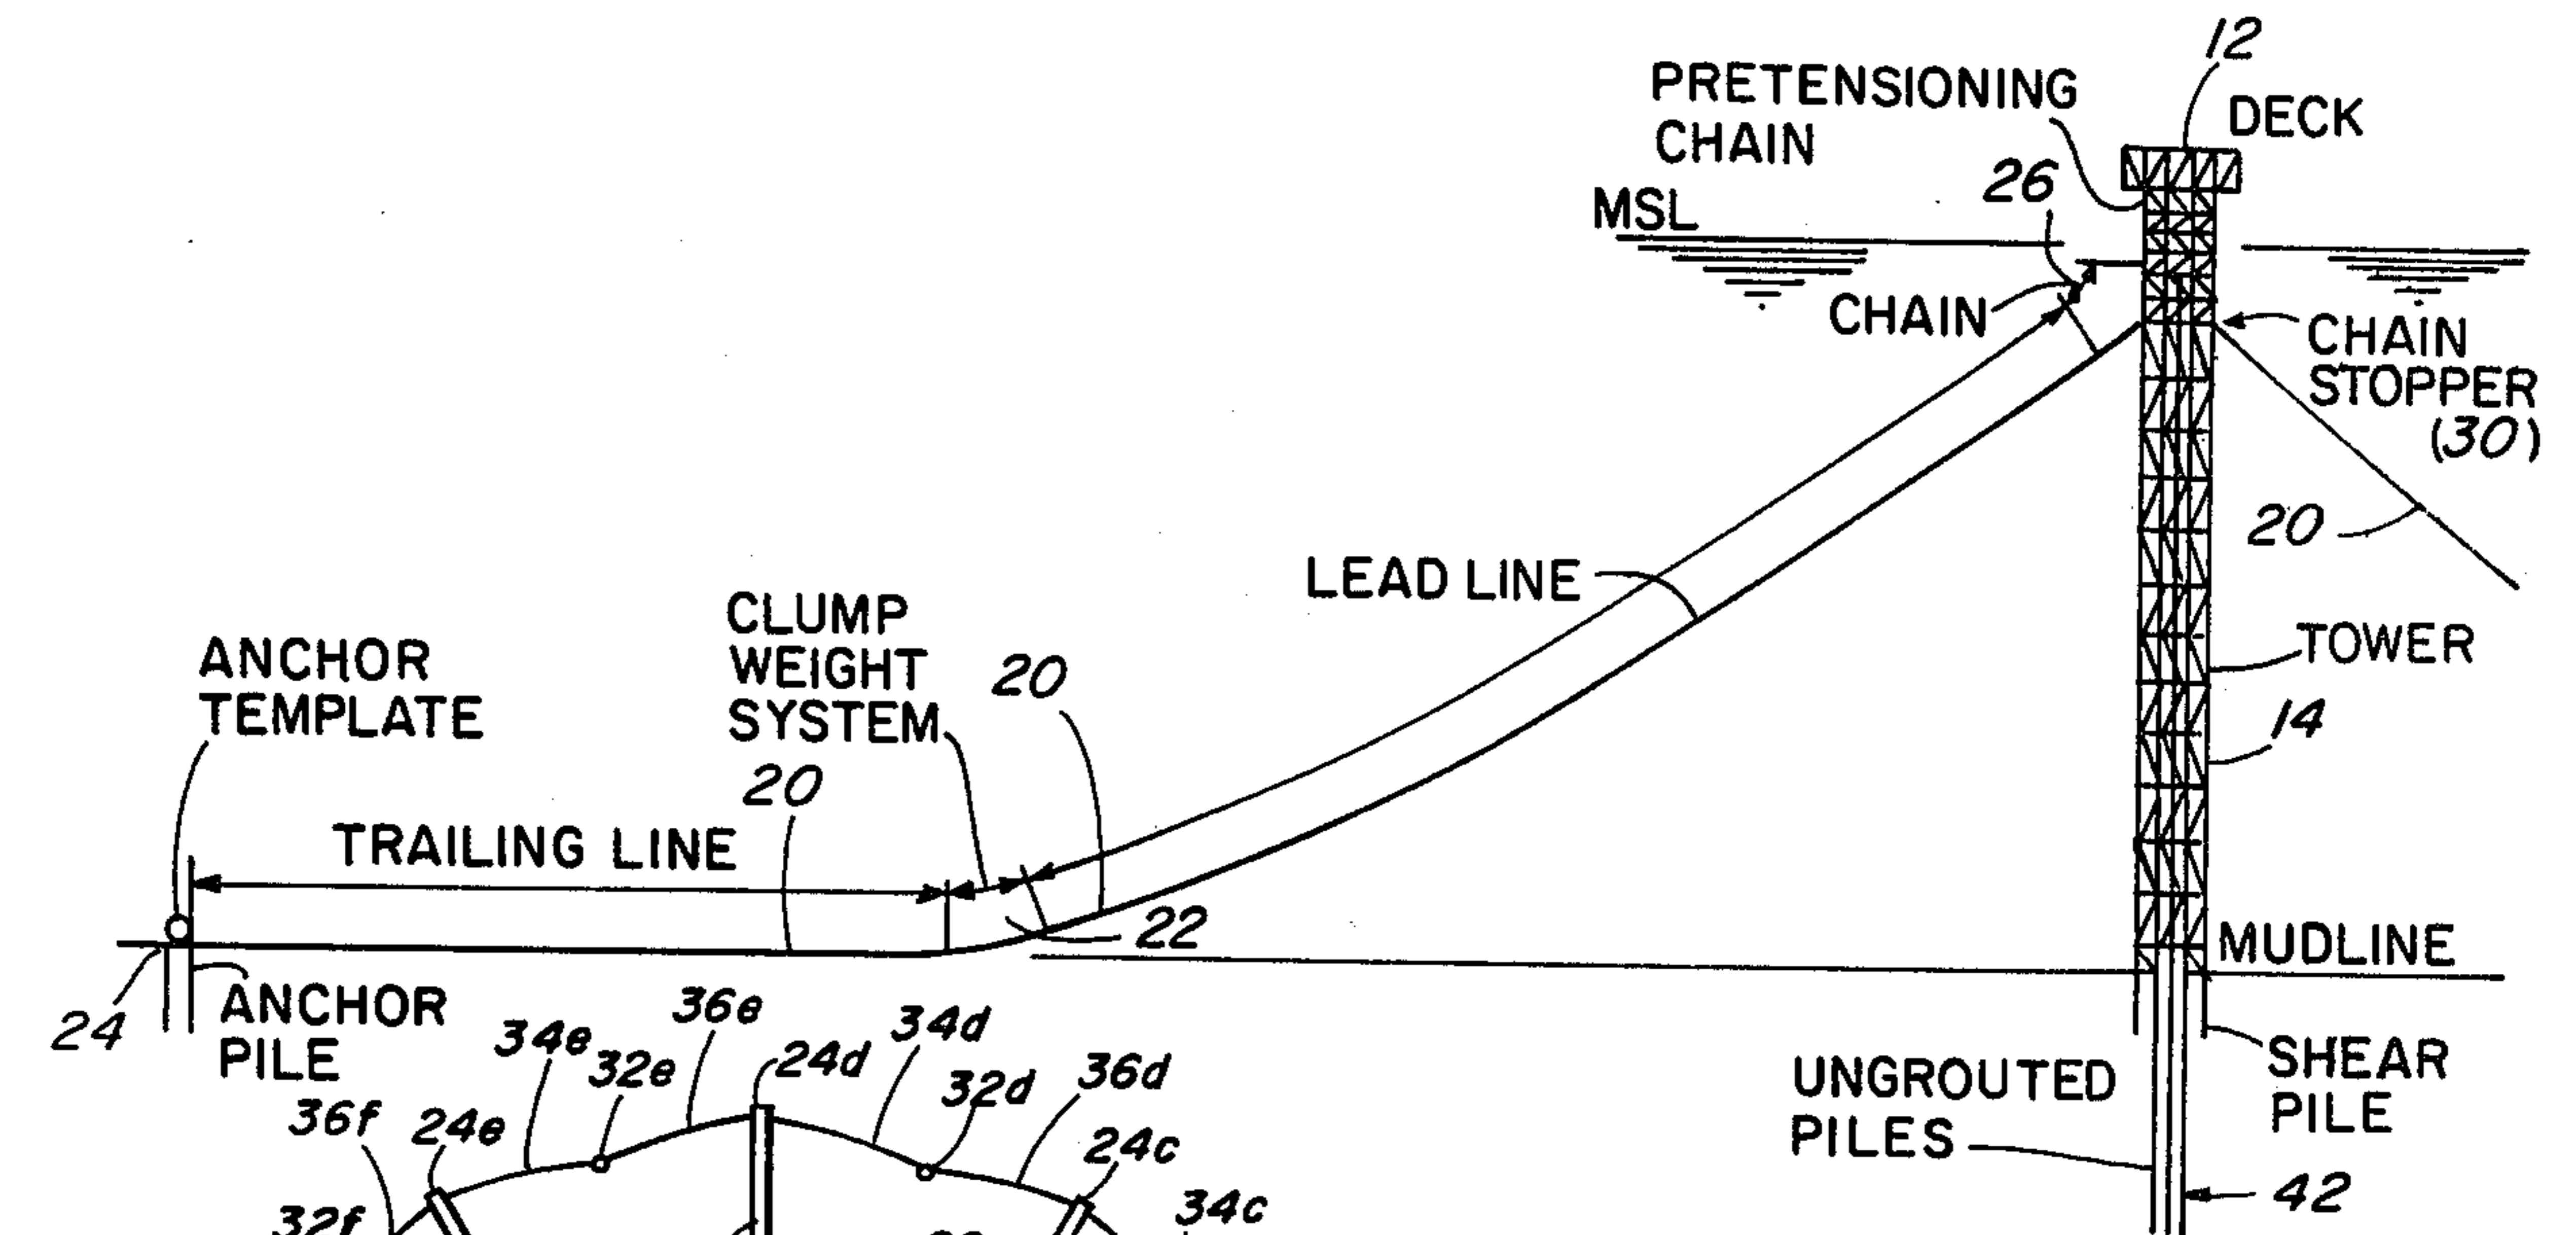 12
PRETENSIONING
CHAIN
DECK
26
MSL
CHAIN
CHAIN
STOPPER
(30)
20
LEAD LINE
CLUMP
WEIGHT
SYSTEM
20
ANCHOR
TEMPLATE
TOWER
14
20
TRAILING LINE
22
MUDLINE
24
ANCHOR
PILE
36e
34d
34e
32e
24d
32d
36d
SHEAR
PILE
UNGROUTED
PILES
36f
24e
24c
32f
34c
42